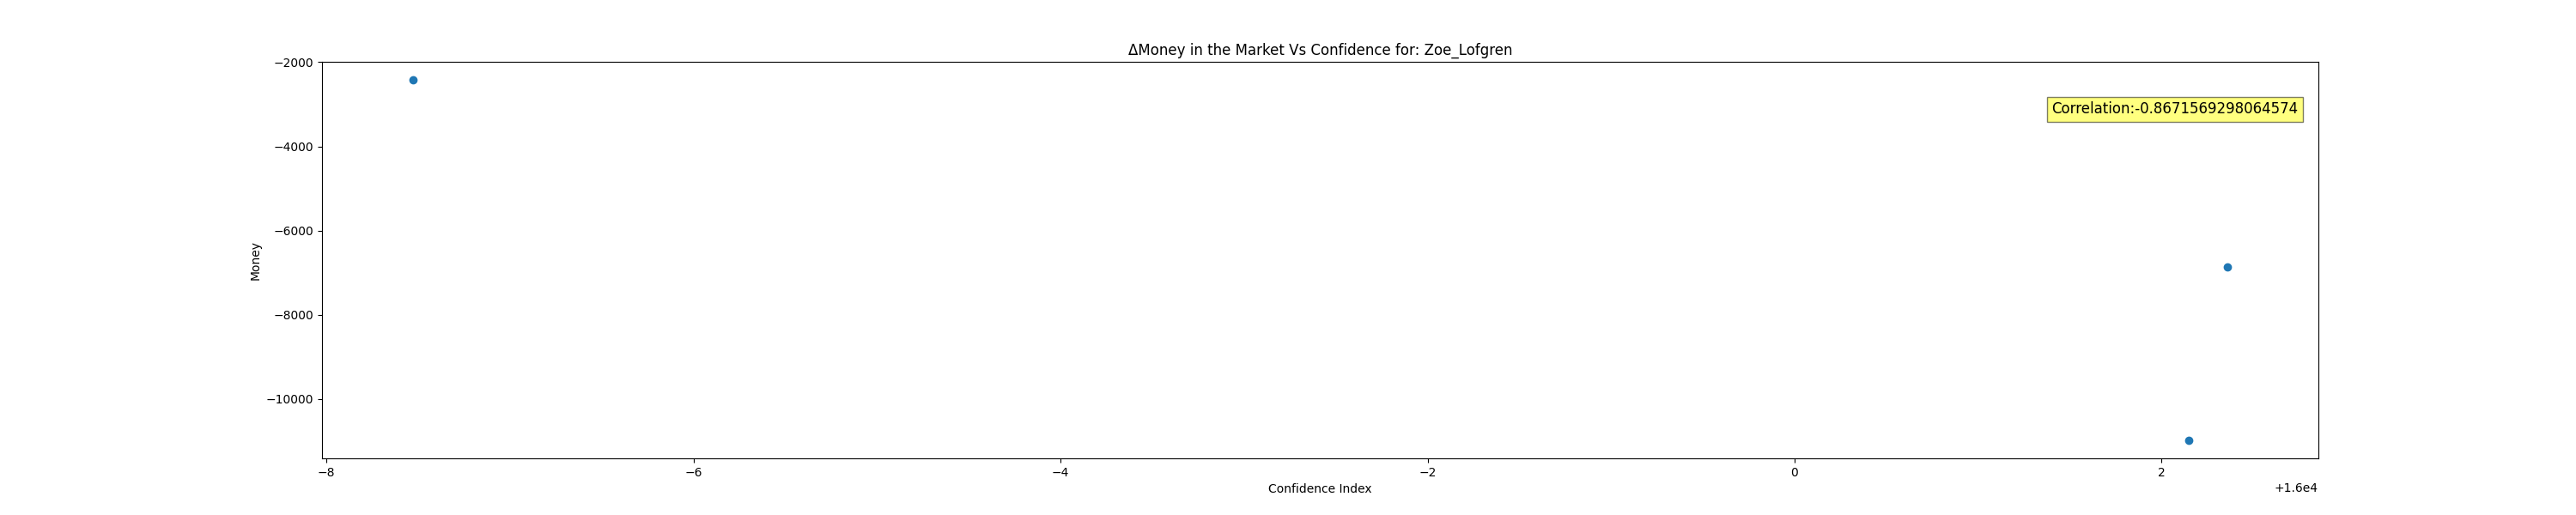 ΔMoney in the Market Vs Confidence for: Zoe_Lofgren
−2000
Correlation:-0.8671569298064574
−4000
−6000
Money
−8000
−10000
−8 −6 −4 −2 0 2
Confidence Index
+1.6e4